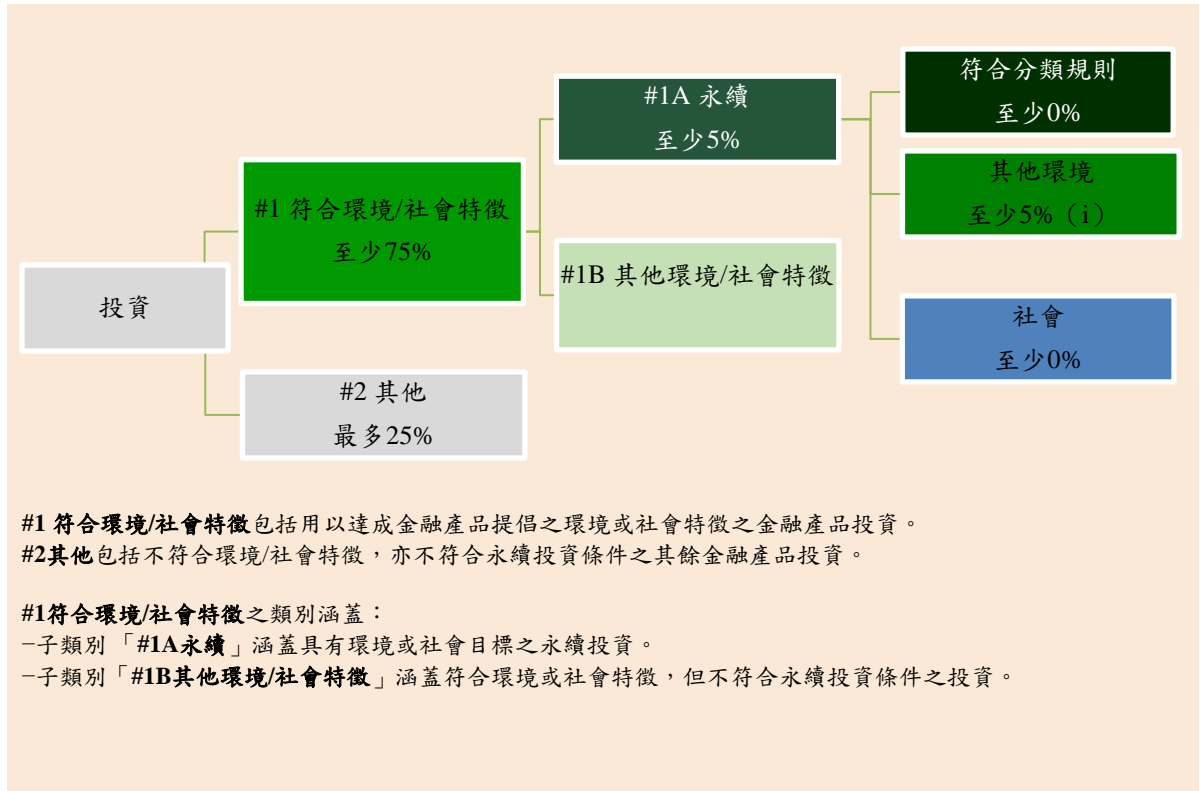 投資
#1 符合環境/社會特徵
至少75%
#2 其他
最多25%
#1A 永續
至少5%
#1B 其他環境/社會特徵
符合分類規則
至少0%
其他環境
至少5%（i）
社會
至少0%
#1 符合環境/社會特徵包括用以達成金融產品提倡之環境或社會特徵之金融產品投資。
#2其他包括不符合環境/社會特徵，亦不符合永續投資條件之其餘金融產品投資。
#1符合環境/社會特徵之類別涵蓋：
−子類別「#1A永續」涵蓋具有環境或社會目標之永續投資。
−子類別「#1B其他環境/社會特徵」涵蓋符合環境或社會特徵，但不符合永續投資條件之投資。